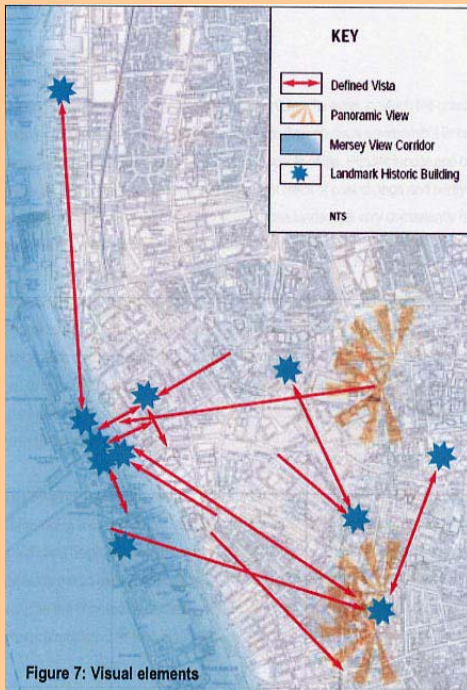 KEY
Defined Vista
Panoramic View
Mersey View Corridor
Landmark Historic Building
NTS
Figure 7: Visual elements